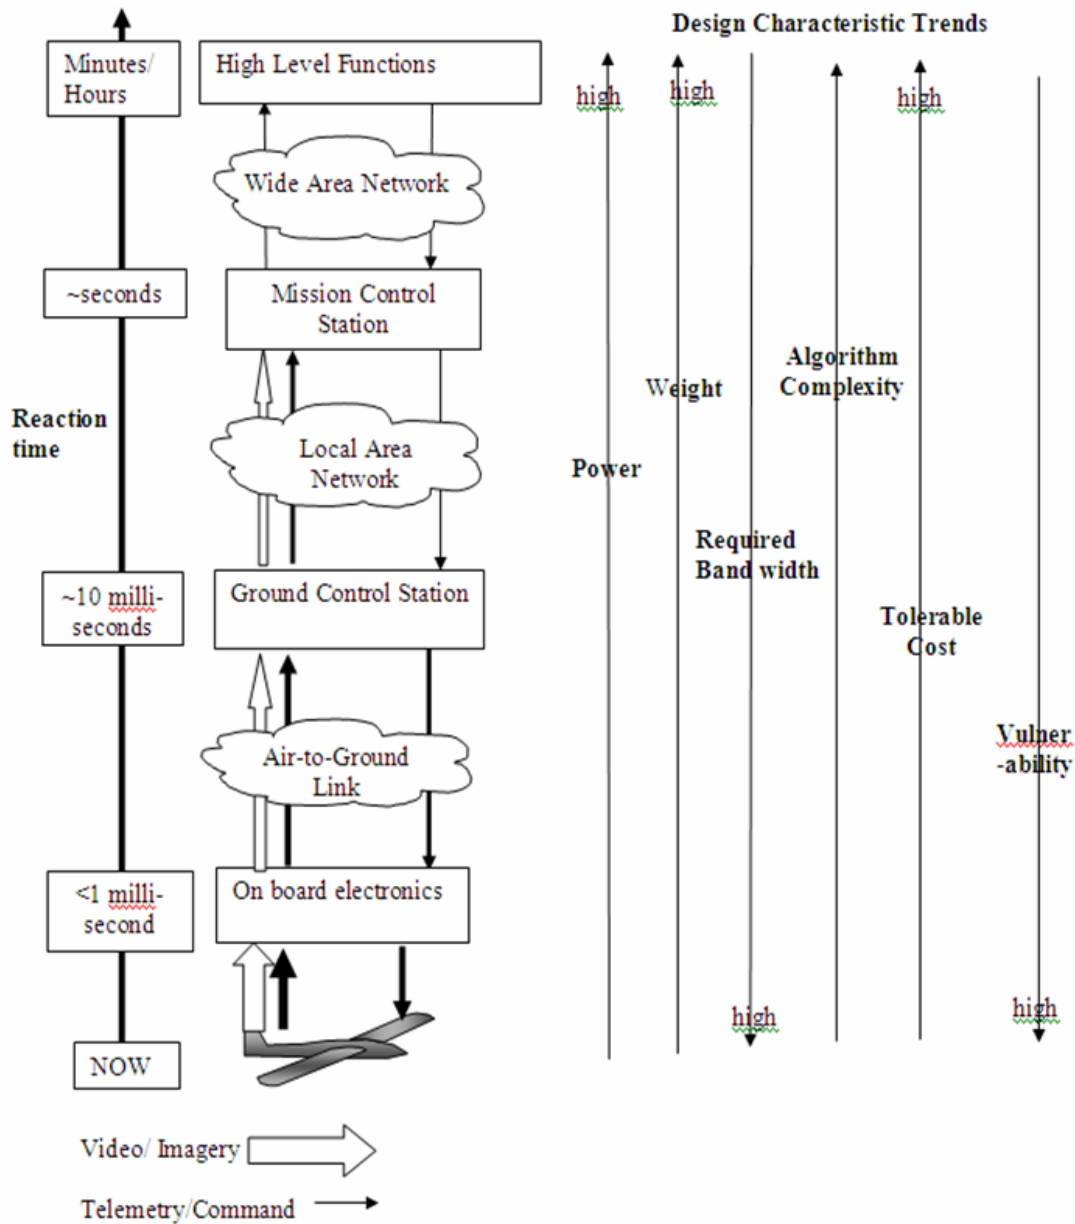 Design Characteristic Trends
Minutes/
Hours
High Level Functions
high
high
high
Wide Area Network
~seconds
Mission Control
Station
Algorithm
Complexity
Weight
Reaction
time
Local Area
Network
Power
Required
Band width
~10 milli-
seconds
Ground Control Station
Tolerable
Cost
Vulner
-ability
Air-to-Ground
Link
<1 milli-
second
On board electronics
high
high
NOW
Video/ Imagery
Telemetry/Command